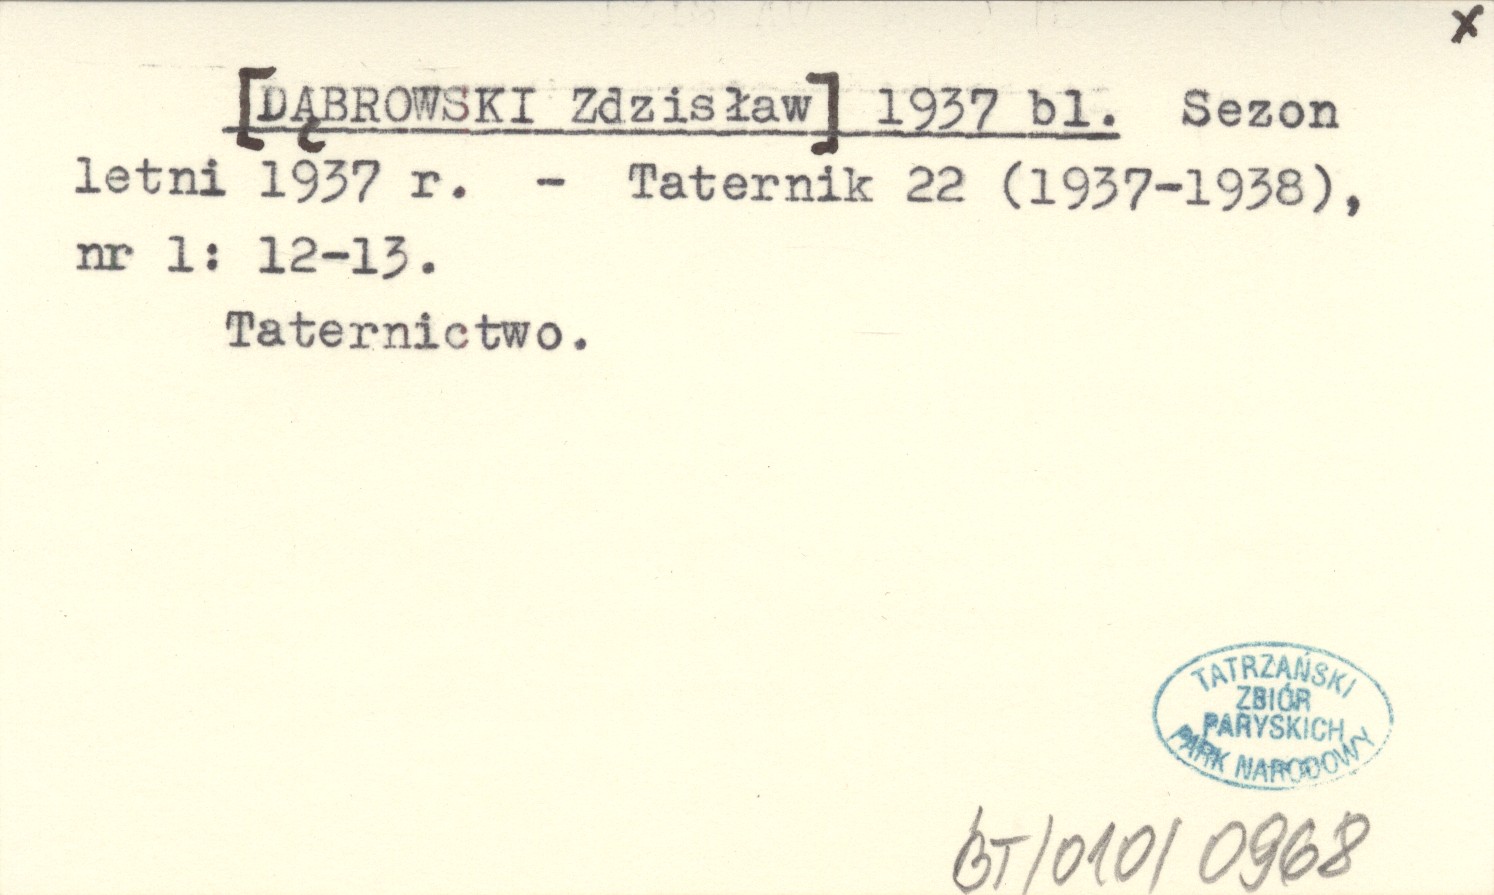 x
[DĄBROWSKI Zdzisław] 1937 bl. Sezon
letni 1937 r. - Taternik 22 (1937-1938),
nr 1: 12-13.
Taternictwo.
TATRZAŃSKI
ZBIÓR
PARYSKICH
PARK NARODOWY
BT/010/0968